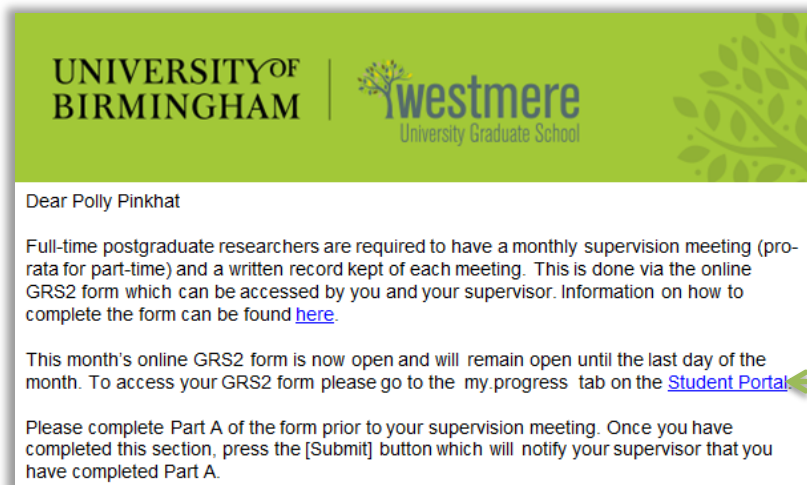 UNIVERSITY OF
BIRMINGHAM
westmere
University Graduate School
Dear Polly Pinkhat
Full-time postgraduate researchers are required to have a monthly supervision meeting (pro-
rata for part-time) and a written record kept of each meeting. This is done via the online
GRS2 form which can be accessed by you and your supervisor. Information on how to
complete the form can be found here.
This month's online GRS2 form is now open and will remain open until the last day of the
month. To access your GRS2 form please go to the my.progress tab on the Student Portal.
Please complete Part A of the form prior to your supervision meeting. Once you have
completed this section, press the [Submit] button which will notify your supervisor that you
have completed Part A.